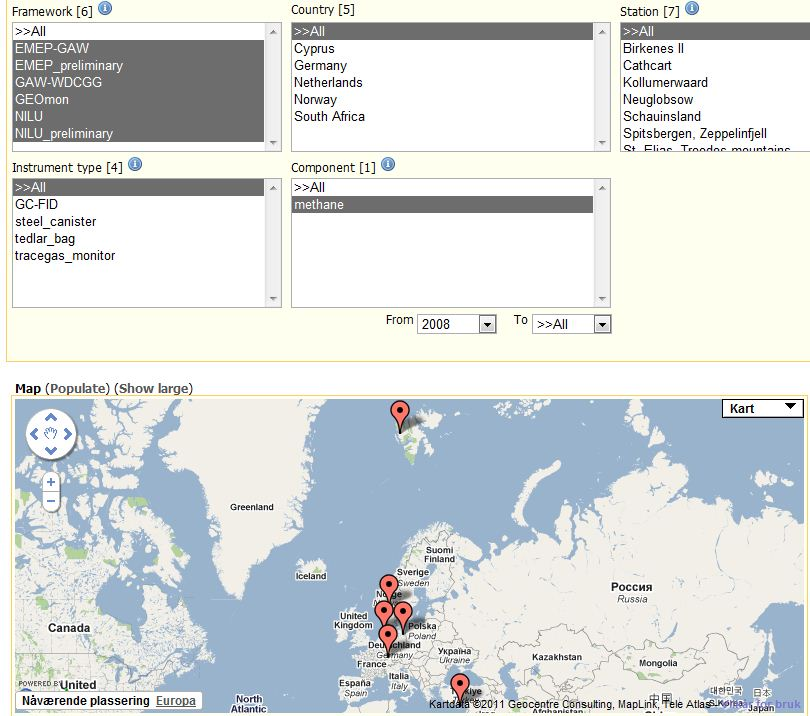 Framework [6]
>>All
EMEP-GAW
EMEP_preliminary
GAW-WDCGG
GEOmon
NILU
NILU_preliminary
Country [5]
>>All
Cyprus
Germany
Netherlands
Norway
South Africa
Station [7]
>>All
Birkenes II
Cathcart
Kollumerwaard
Neuglobsow
Schauinsland
Spitsbergen, Zeppelinfjell
St. Elias, Troodos mountains
Instrument type [4]
>>All
GC-FID
steel_canister
tedlar_bag
tracegas_monitor
Component [1]
>>All
methane
From 2008 To >>All
Map (Populate) (Show large)
Kart
Greenland
Suomi
Finland
Iceland
Sverige
Sweden
Norge
Россия
Russia
United
Kingdom
Polska
Poland
Canada
Deutschland
Germany
Україна
Ukraine
France
Kazakhstan
Mongolia
Italia
Italy
España
Spain
POWERED BY
United
Türkiye
中国
대한민국
S.Korea
日本
Japan
Afghanistan
North
Atlantic
Nåværende plassering Europa
Kartdata ©2011 Geocentre Consulting, MapLink, Tele Atlas - Vilkår for bruk